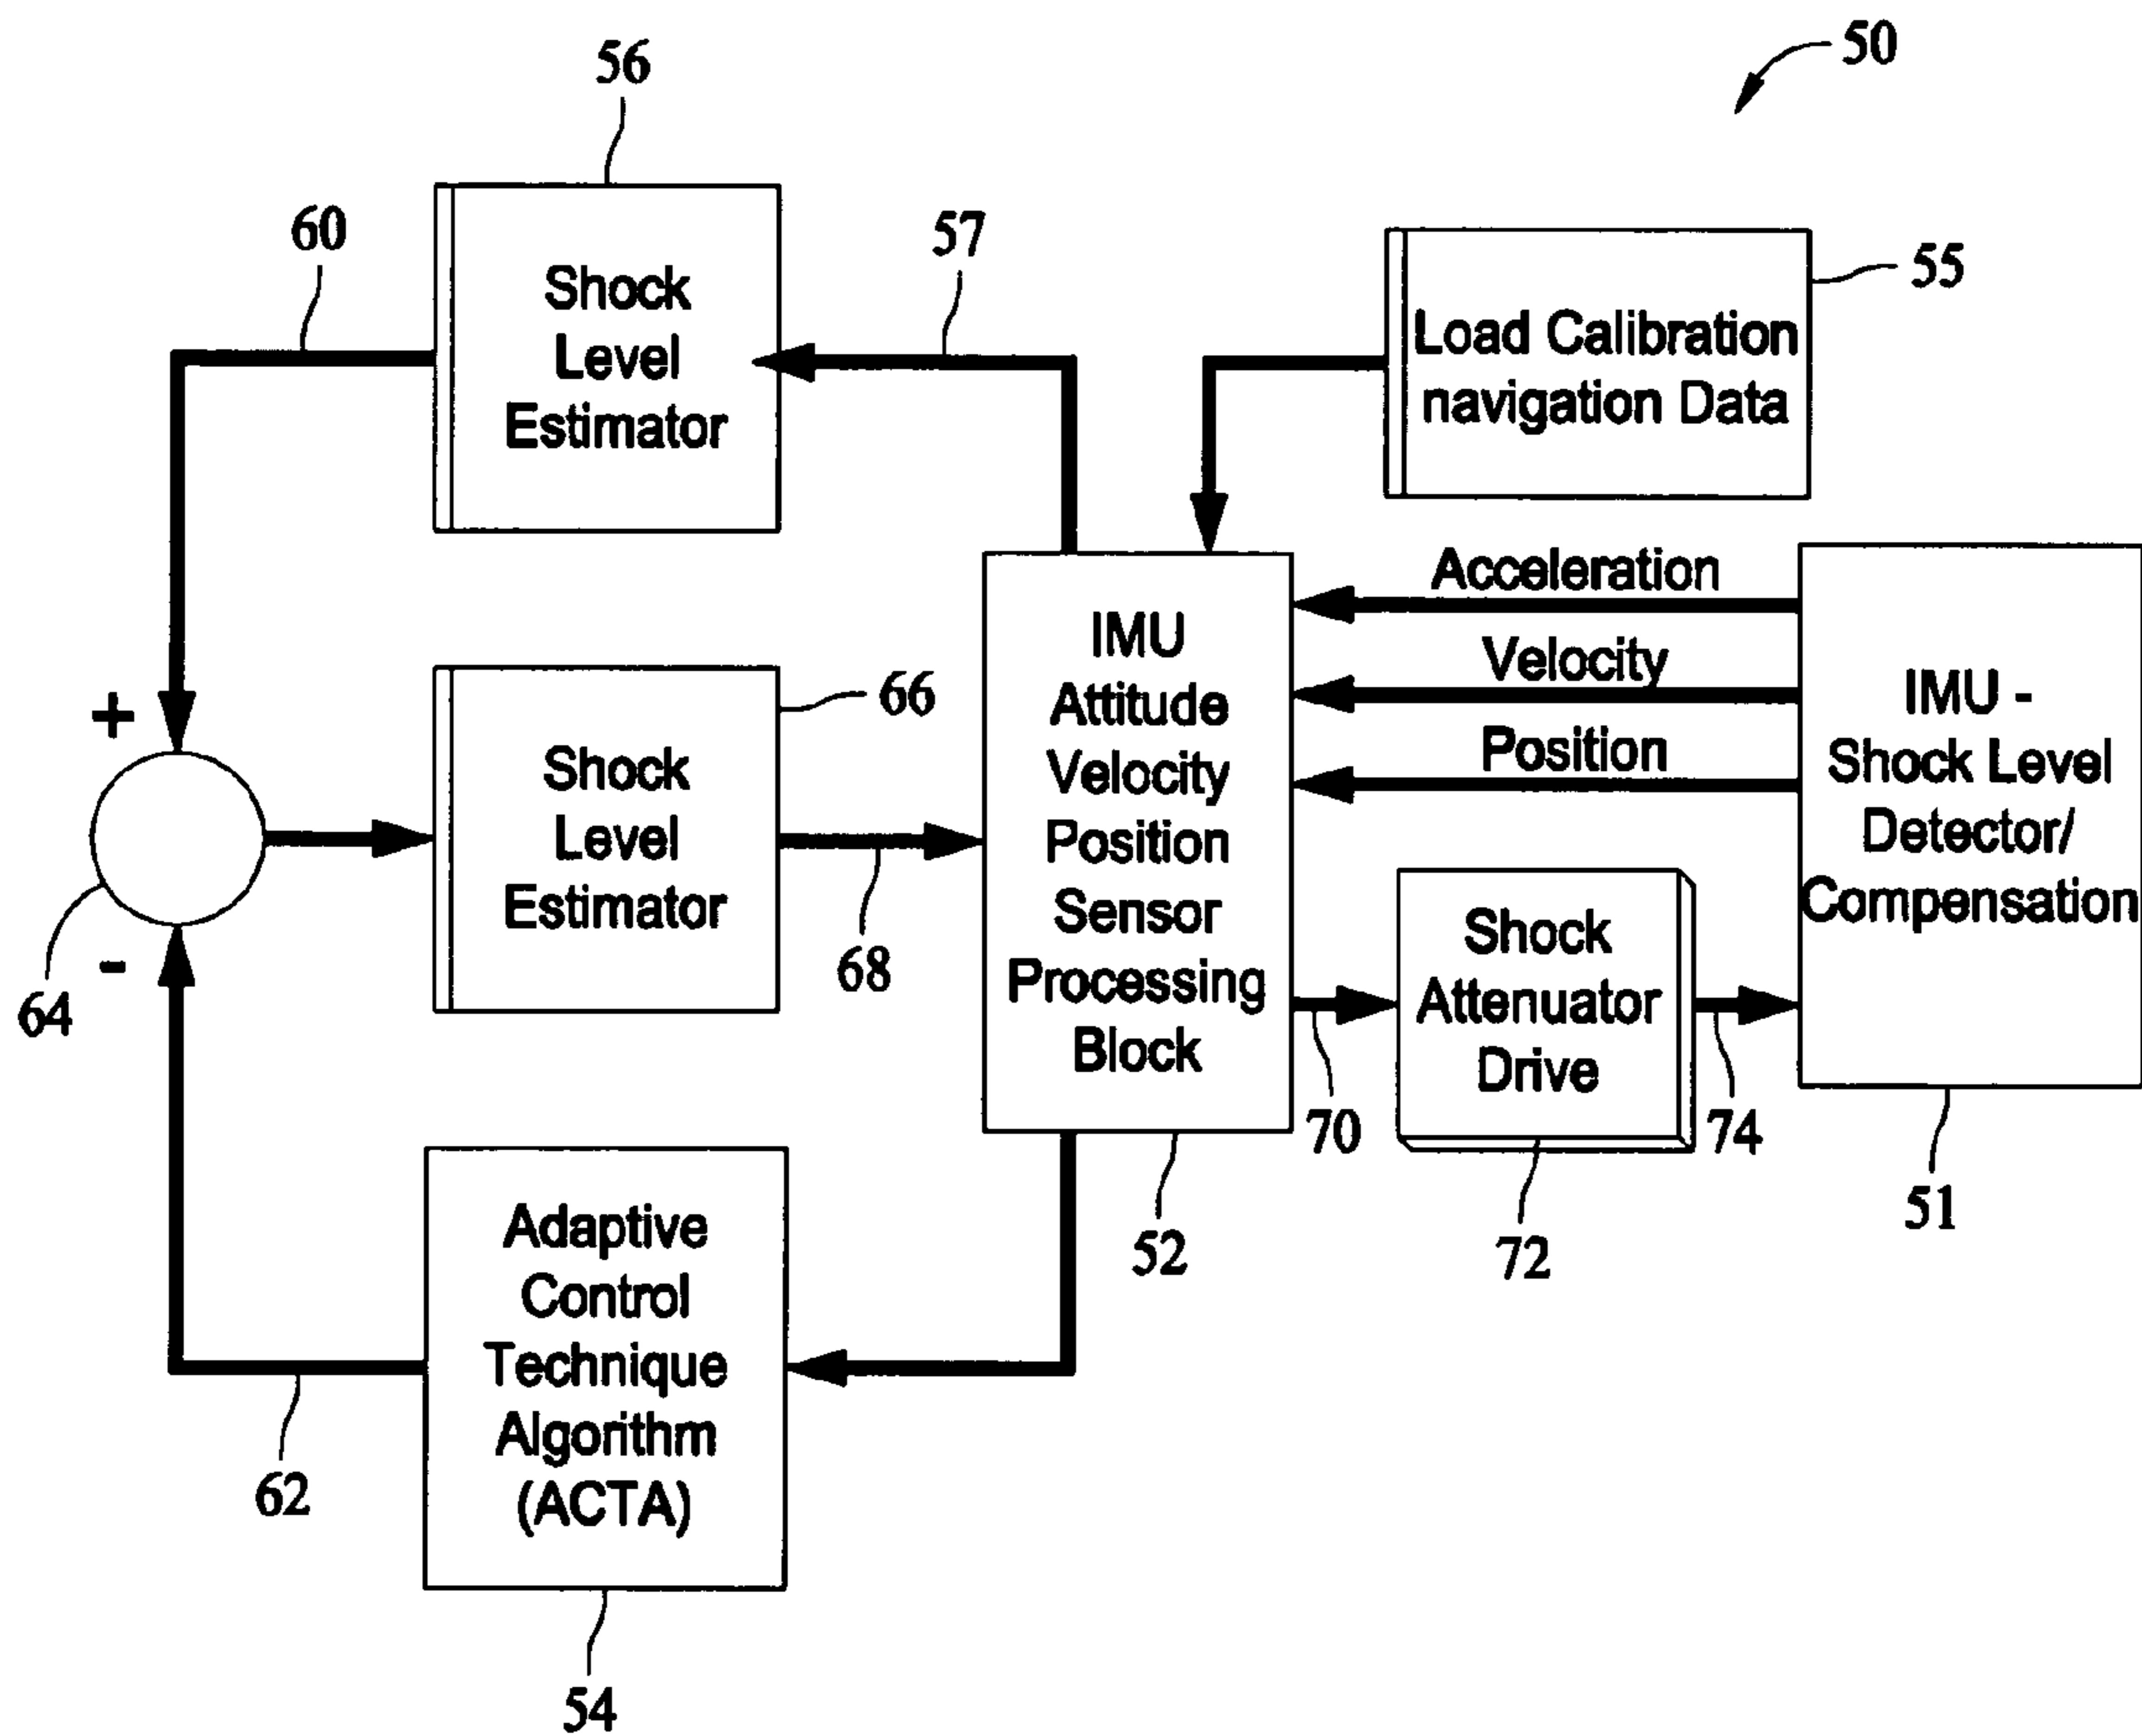 50
56
60
57
55
Shock
Level
Estimator
Load Calibration
navigation Data
Acceleration
Velocity
Position
+
-
64
66
Shock
Level
Estimator
68
IMU
Attitude
Velocity
Position
Sensor
Processing
Block
IMU -
Shock Level
Detector/
Compensation
Shock
Attenuator
Drive
70
74
72
51
52
Adaptive
Control
Technique
Algorithm
(ACTA)
62
54